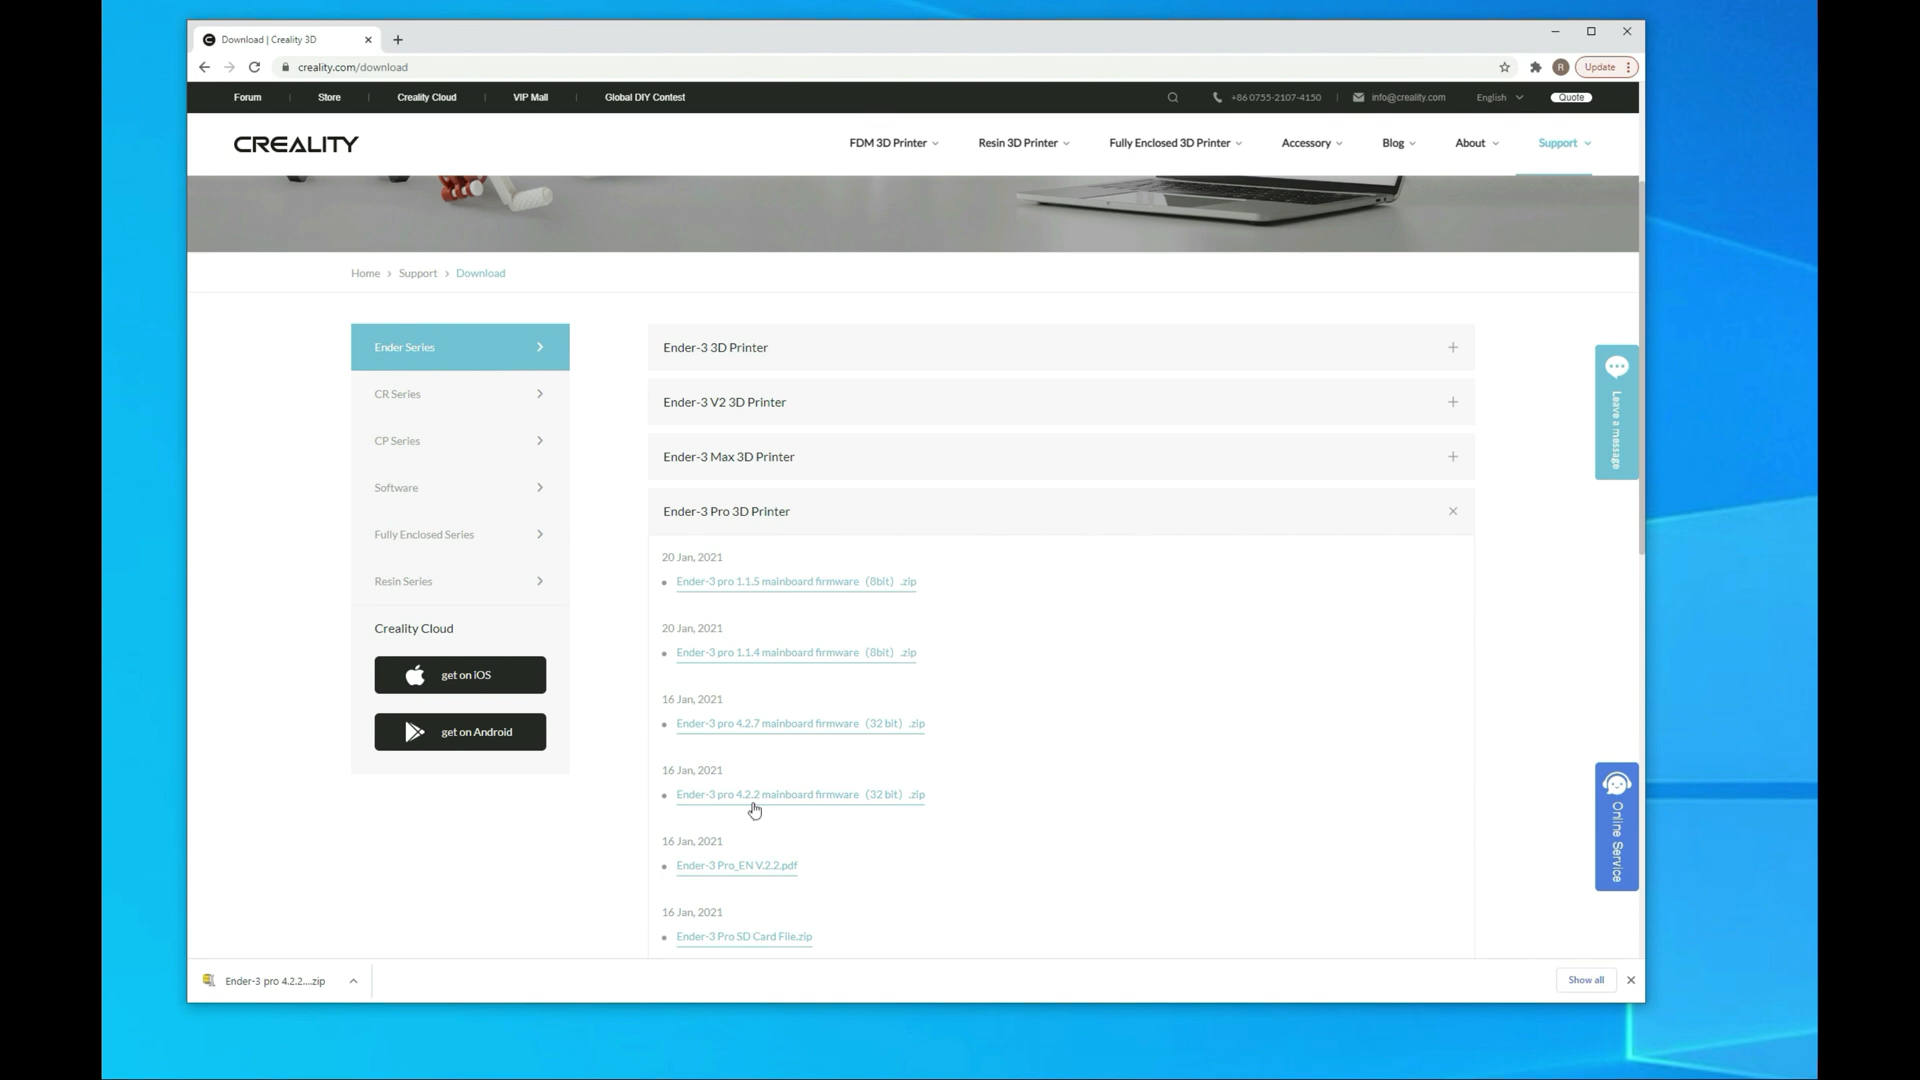 Download | Creality 3D
creality.com/download
R
Update
Forum
Store
Creality Cloud
VIP Mall
Global DIY Contest
+86 0755-2107-4150
info@creality.com
English
Quote
CREALITY
FDM 3D Printer
Resin 3D Printer
Fully Enclosed 3D Printer
Accessory
Blog
About
Support
Home > Support > Download
Ender Series
CR Series
CP Series
Software
Fully Enclosed Series
Resin Series
Creality Cloud
get on iOS
get on Android
Ender-3 3D Printer
Ender-3 V2 3D Printer
Ender-3 Max 3D Printer
Ender-3 Pro 3D Printer
20 Jan, 2021
Ender-3 pro 1.1.5 mainboard firmware（8bit）.zip
20 Jan, 2021
Ender-3 pro 1.1.4 mainboard firmware（8bit）.zip
16 Jan, 2021
Ender-3 pro 4.2.7 mainboard firmware（32 bit）.zip
16 Jan, 2021
Ender-3 pro 4.2.2 mainboard firmware（32 bit）.zip
16 Jan, 2021
Ender-3 Pro_EN V.2.2.pdf
16 Jan, 2021
Ender-3 Pro SD Card File.zip
Leave a message
Online Service
Ender-3 pro 4.2.2....zip
Show all